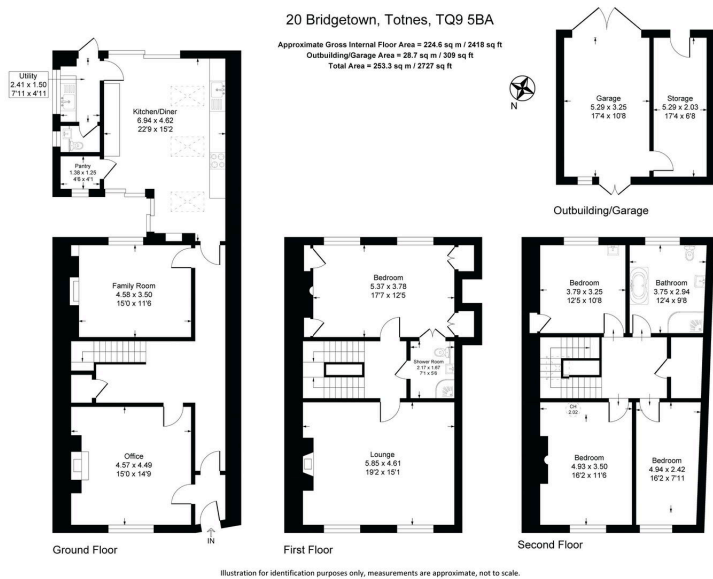 20 Bridgetown, Totnes, TQ9 5BA
Approximate Gross Internal Floor Area = 224.6 sq m / 2418 sq ft
Outbuilding/Garage Area = 28.7 sq m / 309 sq ft
Total Area = 253.3 sq m / 2727 sq ft
N
Utility
2.41 x 1.50
7'11 x 4'11
Kitchen/Diner
6.94 x 4.62
22'9 x 15'2
Pantry
1.38 x 1.25
4'6 x 4'1
Family Room
4.58 x 3.50
15'0 x 11'6
Office
4.57 x 4.49
15'0 x 14'9
IN
Ground Floor
Bedroom
5.37 x 3.78
17'7 x 12'5
Shower Room
2.17 x 1.67
7'1 x 5'6
Lounge
5.85 x 4.61
19'2 x 15'1
First Floor
Garage
5.29 x 3.25
17'4 x 10'8
Storage
5.29 x 2.03
17'4 x 6'8
Outbuilding/Garage
Bedroom
3.79 x 3.25
12'5 x 10'8
Bathroom
3.75 x 2.94
12'4 x 9'8
CH
2.02
Bedroom
4.93 x 3.50
16'2 x 11'6
Bedroom
4.94 x 2.42
16'2 x 7'11
Second Floor
Illustration for identification purposes only, measurements are approximate, not to scale.